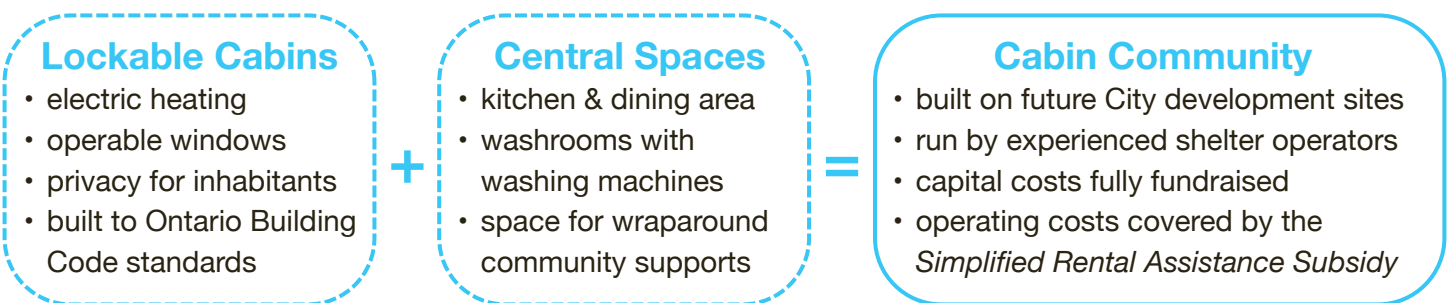 Lockable Cabins
• electric heating
• operable windows
• privacy for inhabitants
• built to Ontario Building
Code standards
+
Central Spaces
• kitchen & dining area
• washrooms with
washing machines
• space for wraparound
community supports
=
Cabin Community
• built on future City development sites
• run by experienced shelter operators
• capital costs fully fundraised
• operating costs covered by the
Simplified Rental Assistance Subsidy